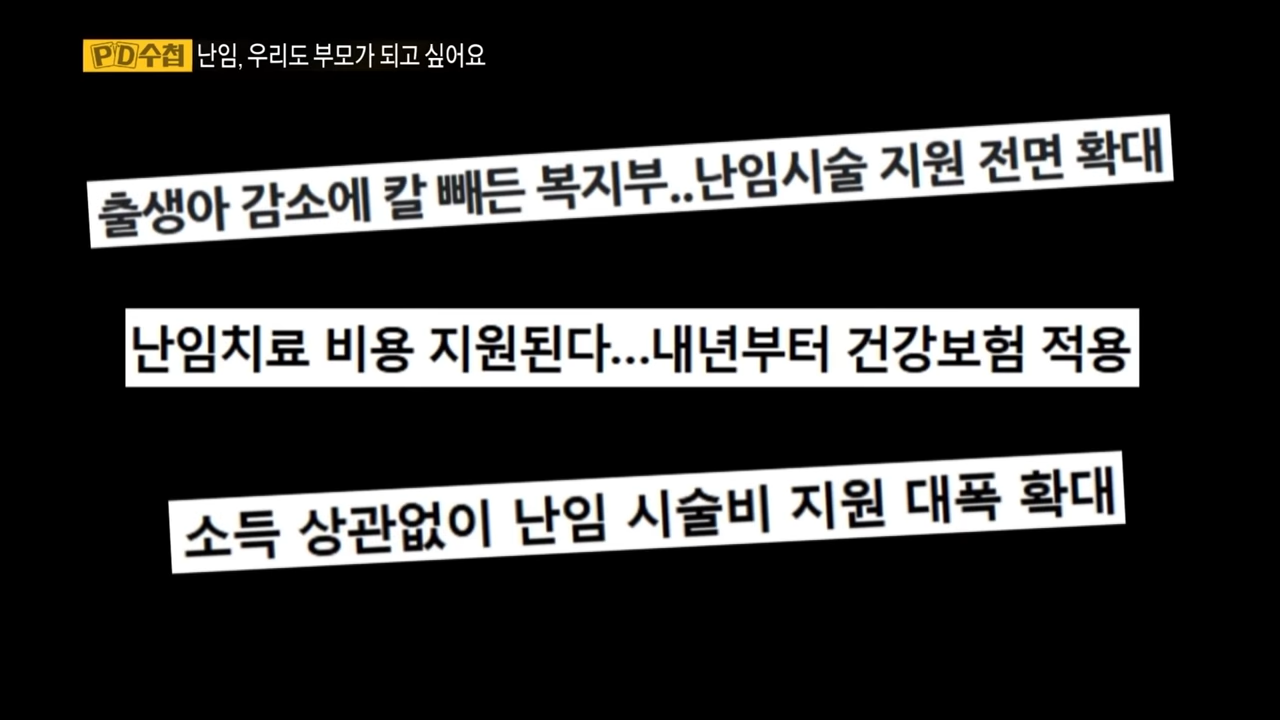 PD수첩 난임, 우리도 부모가 되고 싶어요
출생아 감소에 칼 빼든 복지부..난임시술 지원 전면 확대
난임치료 비용 지원된다...내년부터 건강보험 적용
소득 상관없이 난임 시술비 지원 대폭 확대